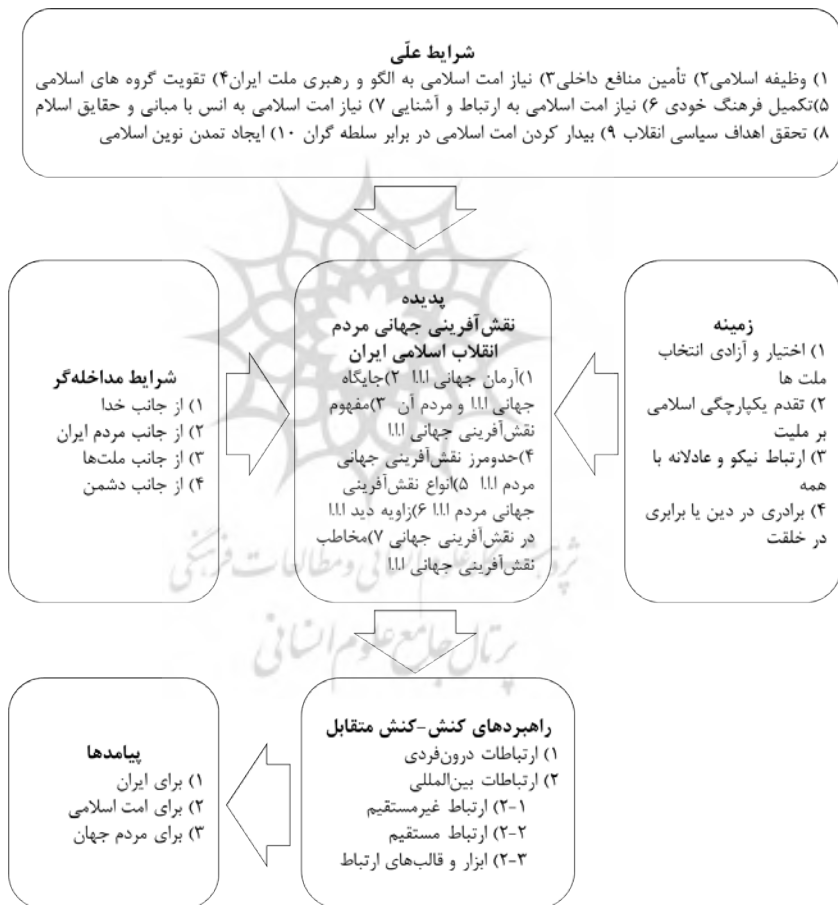 شرایط علّی
۱) وظیفه اسلامی۲) تأمین منافع داخلی۳) نیاز امت اسلامی به الگو و رهبری ملت ایران۴) تقویت گروه های اسلامی
۵)تکمیل فرهنگ خودی ۶) نیاز امت اسلامی به ارتباط و آشنایی ۷) نیاز امت اسلامی به انس با مبانی و حقایق اسلام
۸) تحقق اهداف سیاسی انقلاب ۹) بیدار کردن امت اسلامی در برابر سلطه گران ۱۰) ایجاد تمدن نوین اسلامی
زمینه
۱) اختیار و آزادی انتخاب
ملت ها
۲) تقدم یکپارچگی اسلامی
بر ملیت
۳) ارتباط نیکو و عادلانه با
همه
۴) برادری در دین یا برابری
در خلقت
پدیده
نقش‌آفرینی جهانی مردم
انقلاب اسلامی ایران
۱)آرمان جهانی ا.ا.ا ۲)جایگاه
جهانی ا.ا.ا و مردم آن ۳)مفهوم
نقش‌آفرینی جهانی ا.ا.ا
۴)حدومرز نقش‌آفرینی جهانی
مردم ا.ا.ا ۵)انواع نقش‌آفرینی
جهانی مردم ا.ا.ا ۶)زاویه دید ا.ا.ا
در نقش‌آفرینی جهانی ۷)مخاطب
نقش‌آفرینی جهانی ا.ا.ا
شرایط مداخله‌گر
۱) از جانب خدا
۲) از جانب مردم ایران
۳) از جانب ملت‌ها
۴) از جانب دشمن
پژوهشگاه علوم انسانی و مطالعات فرهنگی
پرتال جامع علوم انسانی
راهبردهای کنش-کنش متقابل
۱) ارتباطات درون‌فردی
۲) ارتباطات بین‌المللی
۲-۱) ارتباط غیرمستقیم
۲-۲) ارتباط مستقیم
۲-۳) ابزار و قالب‌های ارتباط
پیامدها
۱) برای ایران
۲) برای امت اسلامی
۳) برای مردم جهان